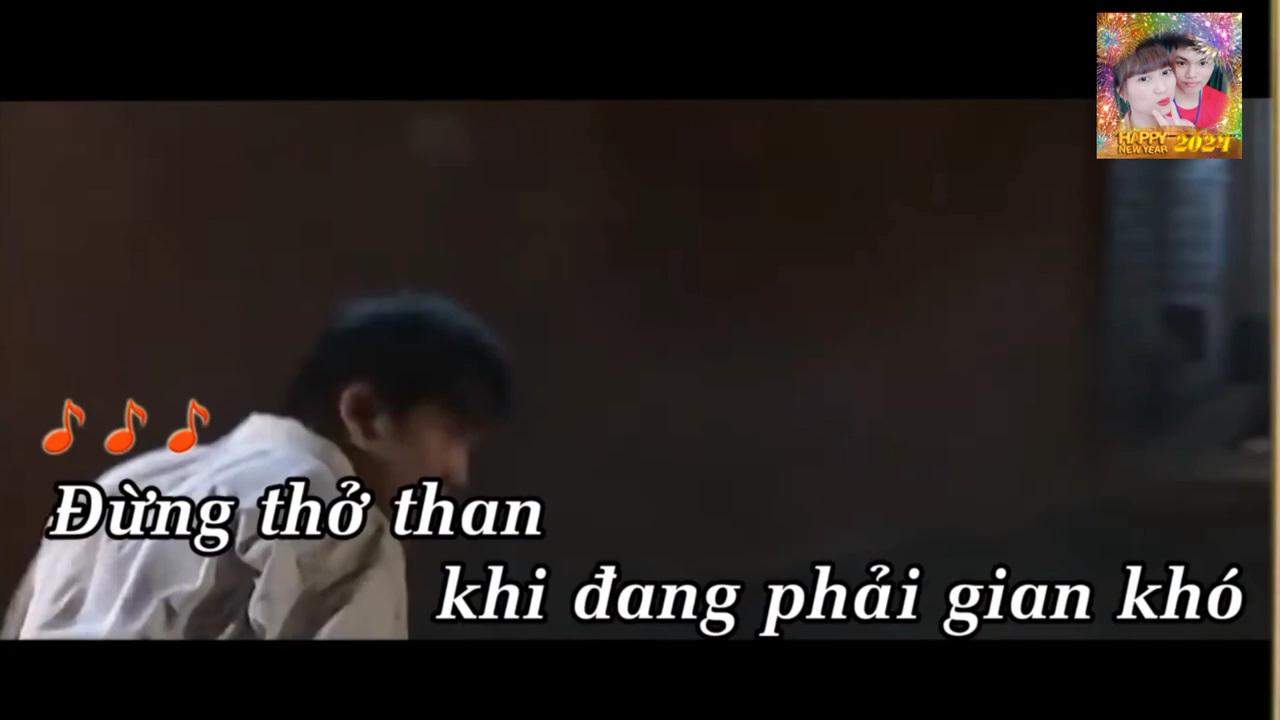 HAPPY
NEW YEAR 2024
Đừng thở than
khi đang phải gian khó